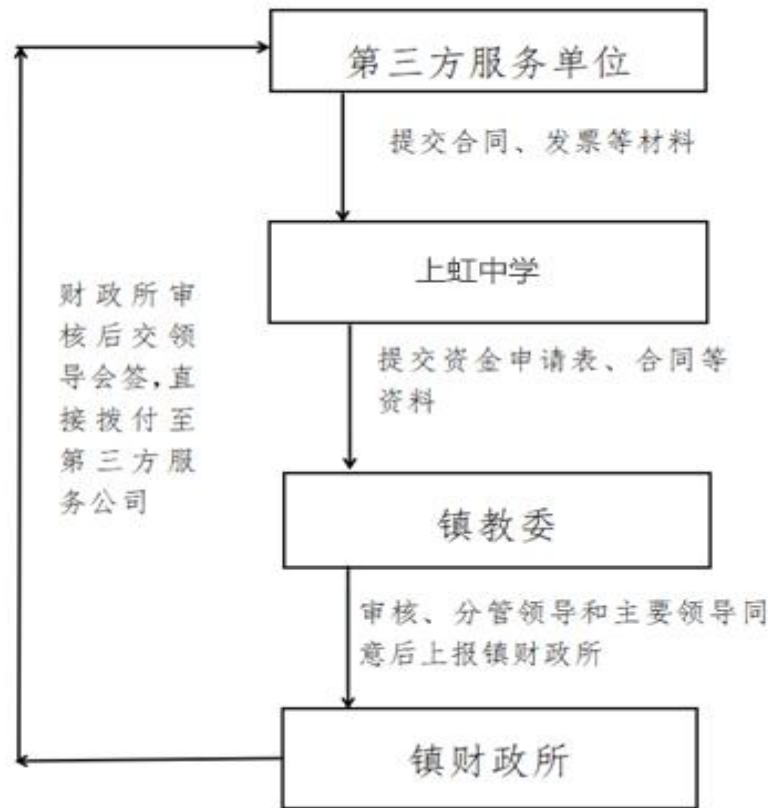 第三方服务单位
提交合同、发票等材料
上虹中学
提交资金申请表、合同等
资料
镇教委
审核、分管领导和主要领导同
意后上报镇财政所
镇财政所
财政所审
核后交领
导会签,直
接拨付至
第三方服
务公司